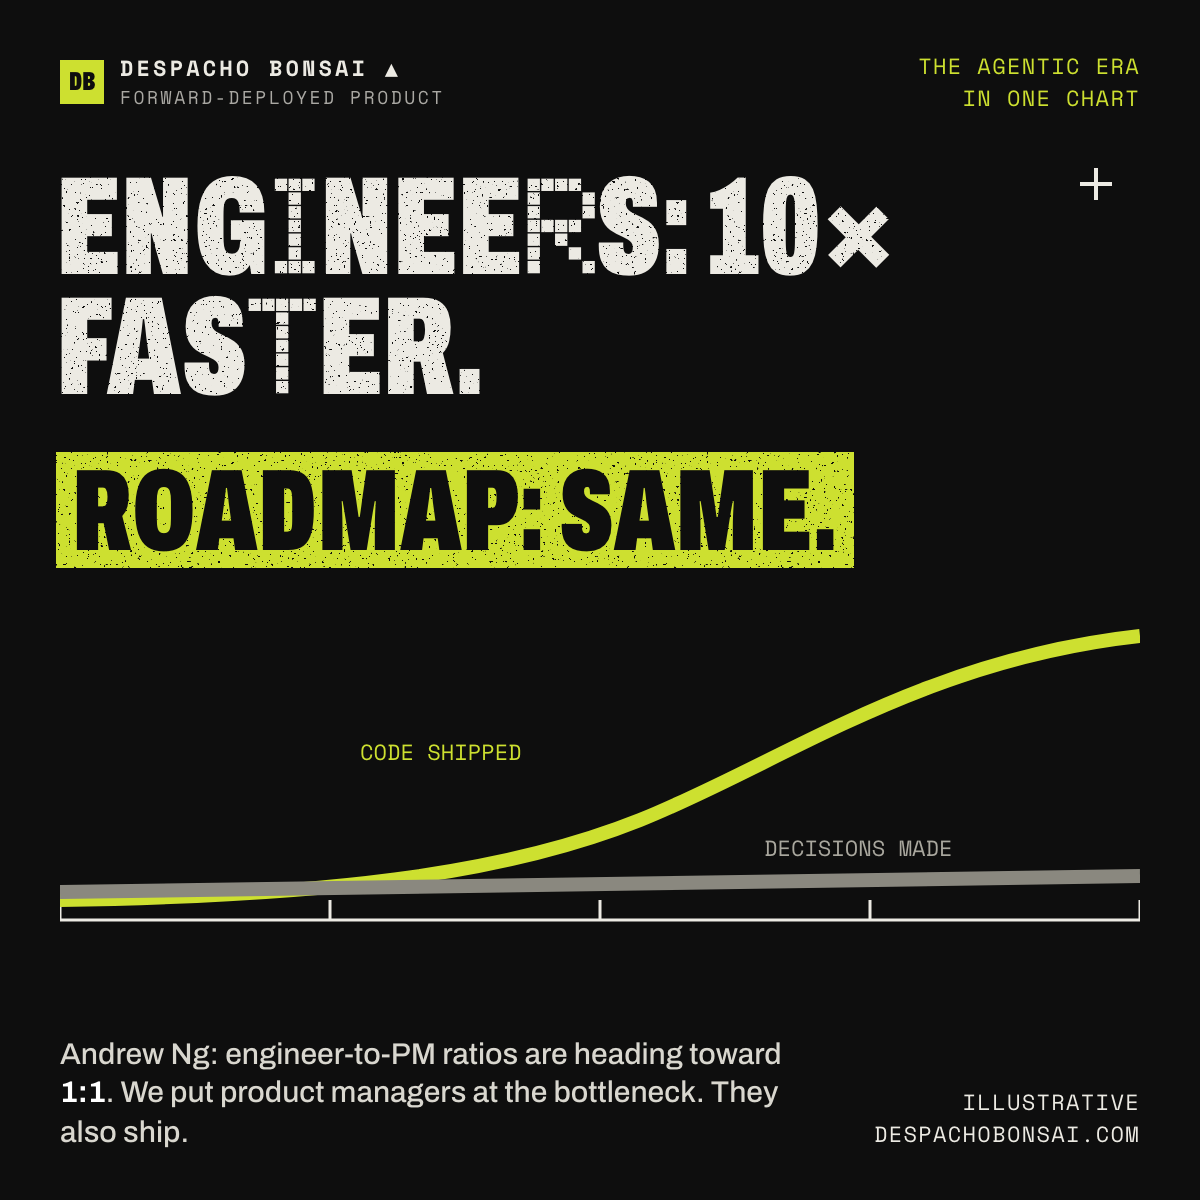 DB
DESPACHO BONSAI ▲
FORWARD-DEPLOYED PRODUCT
THE AGENTIC ERA
IN ONE CHART
ENGINEERS: 10×
FASTER.
ROADMAP: SAME.
CODE SHIPPED
DECISIONS MADE
Andrew Ng: engineer-to-PM ratios are heading toward
1:1. We put product managers at the bottleneck. They
also ship.
ILLUSTRATIVE
DESPACHOBONSAI.COM